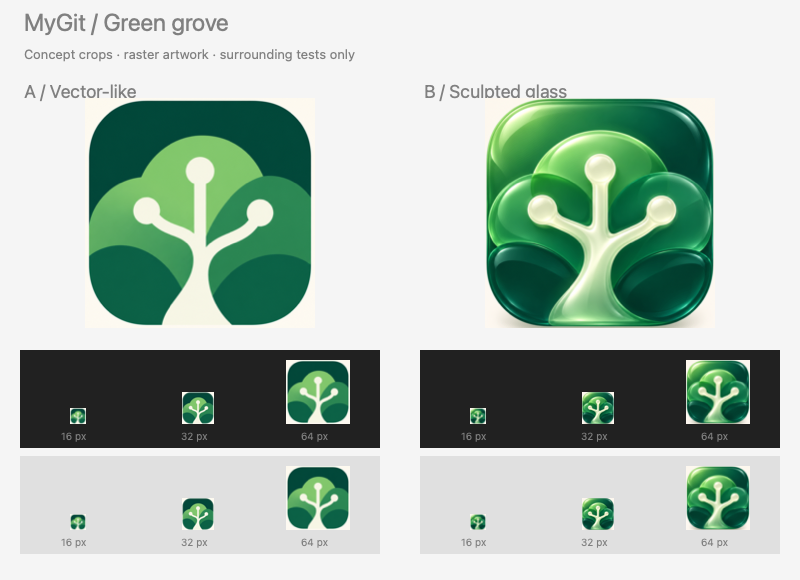 MyGit / Green grove
Concept crops · raster artwork · surrounding tests only
A / Vector-like
B / Sculpted glass
16 px
32 px
64 px
16 px
32 px
64 px
16 px
32 px
64 px
16 px
32 px
64 px